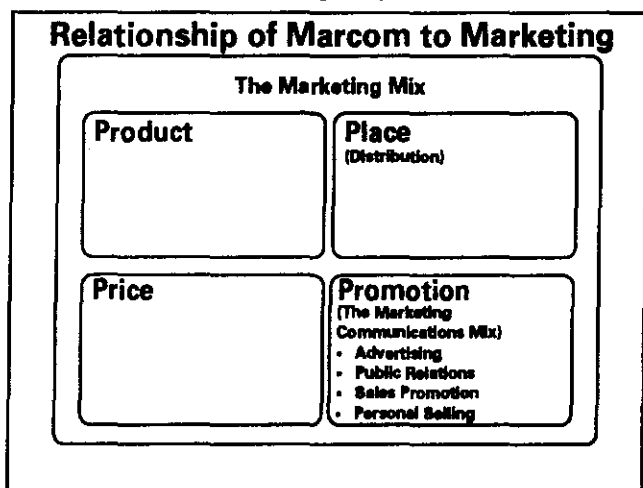 Relationship of Marcom to Marketing
The Marketing Mix
Product
Place
(Distribution)
Price
Promotion
(The Marketing
Communications Mix)
• Advertising
• Public Relations
• Sales Promotion
• Personal Selling